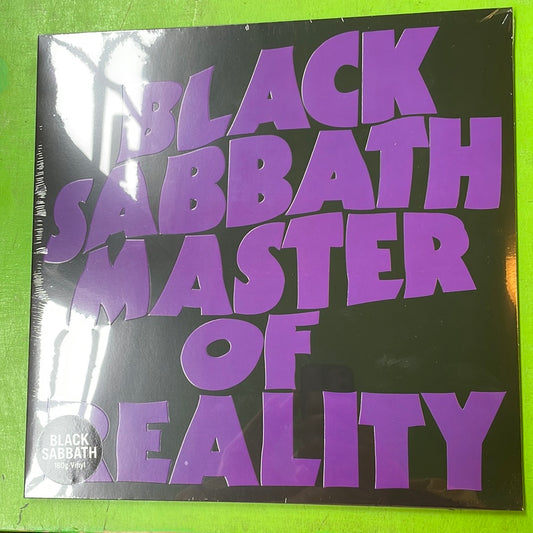 BLACK
SABBATH
MASTER
OF
REALITY
BLACK
SABBATH
180g Vinyl